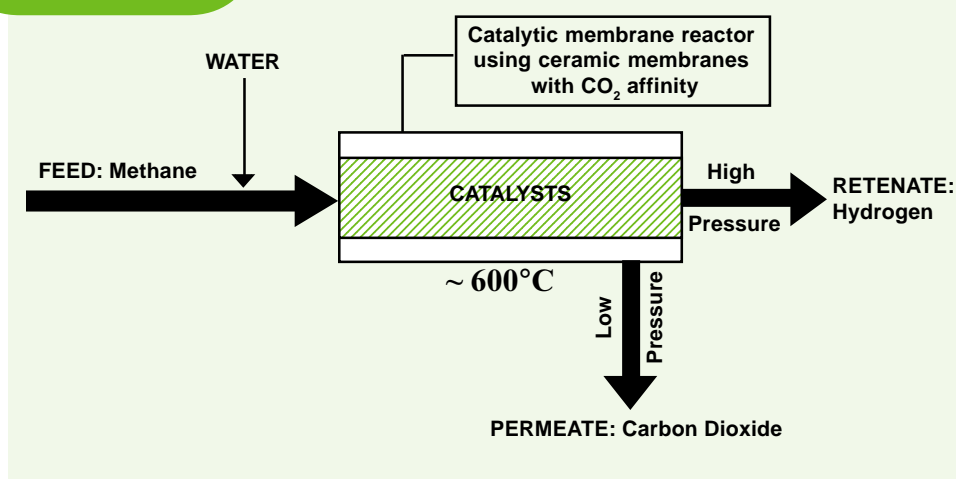 Catalytic membrane reactor
using ceramic membranes
with CO₂ affinity
WATER
FEED: Methane
CATALYSTS
High
Pressure
RETENATE:
Hydrogen
~ 600°C
Low
Pressure
PERMEATE: Carbon Dioxide